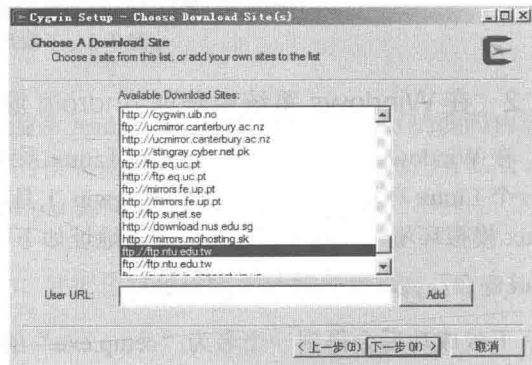 Cygwin Setup - Choose Download Site(s)
Choose A Download Site
Choose a site from this list, or add your own sites to the list
Available Download Sites:
http://cygwin.uib.no
ftp://ucmirror.canterbury.ac.nz
http://ucmirror.canterbury.ac.nz
http://stingray.cyber.net.pk
ftp://ftp.eq.uc.pt
http://ftp.eq.uc.pt
ftp://mirrors.fe.up.pt
http://mirrors.fe.up.pt
ftp://ftp.sunet.se
http://download.nus.edu.sg
http://mirrors.mojhosting.sk
ftp://ftp.ntu.edu.tw
http://ftp.ntu.edu.tw
User URL:
Add
< 上一步(B)
下一步(N) >
取消